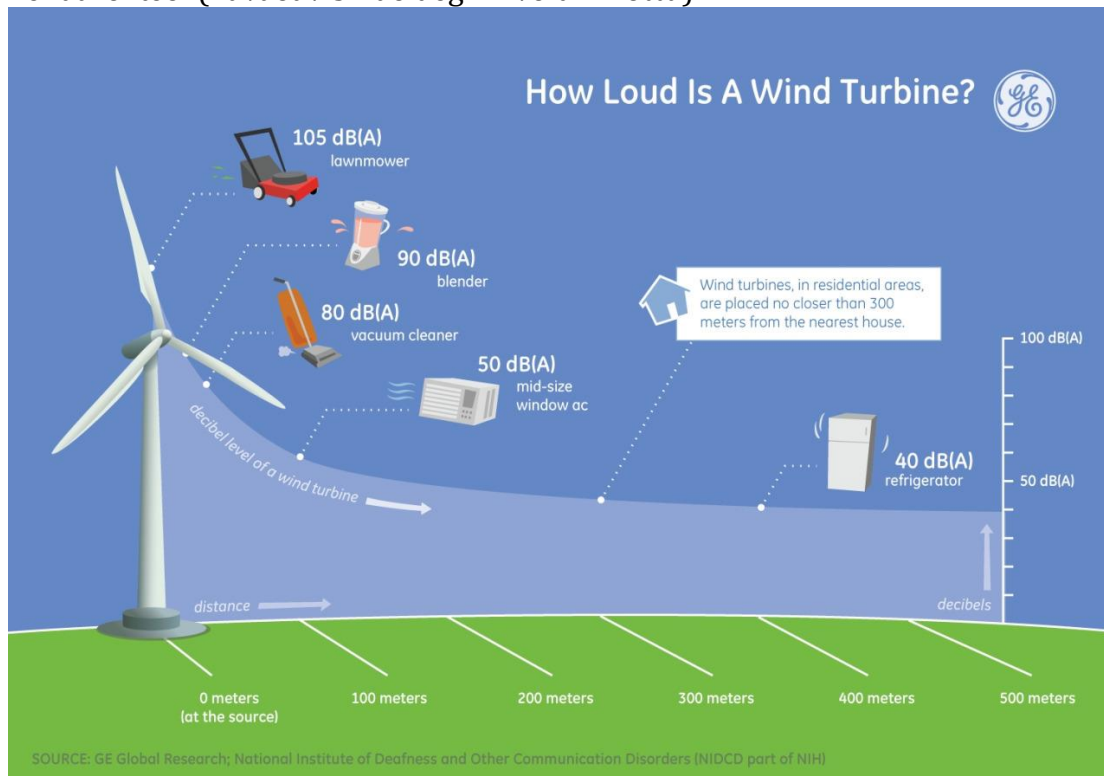 How Loud Is A Wind Turbine?
GE
105 dB(A)
lawnmower
90 dB(A)
blender
80 dB(A)
vacuum cleaner
50 dB(A)
mid-size
window ac
Wind turbines, in residential areas,
are placed no closer than 300
meters from the nearest house.
100 dB(A)
40 dB(A)
refrigerator
50 dB(A)
decibel level of a wind turbine
distance
decibels
0 meters
(at the source)
100 meters
200 meters
300 meters
400 meters
500 meters
SOURCE: GE Global Research; National Institute of Deafness and Other Communication Disorders (NIDCD part of NIH)